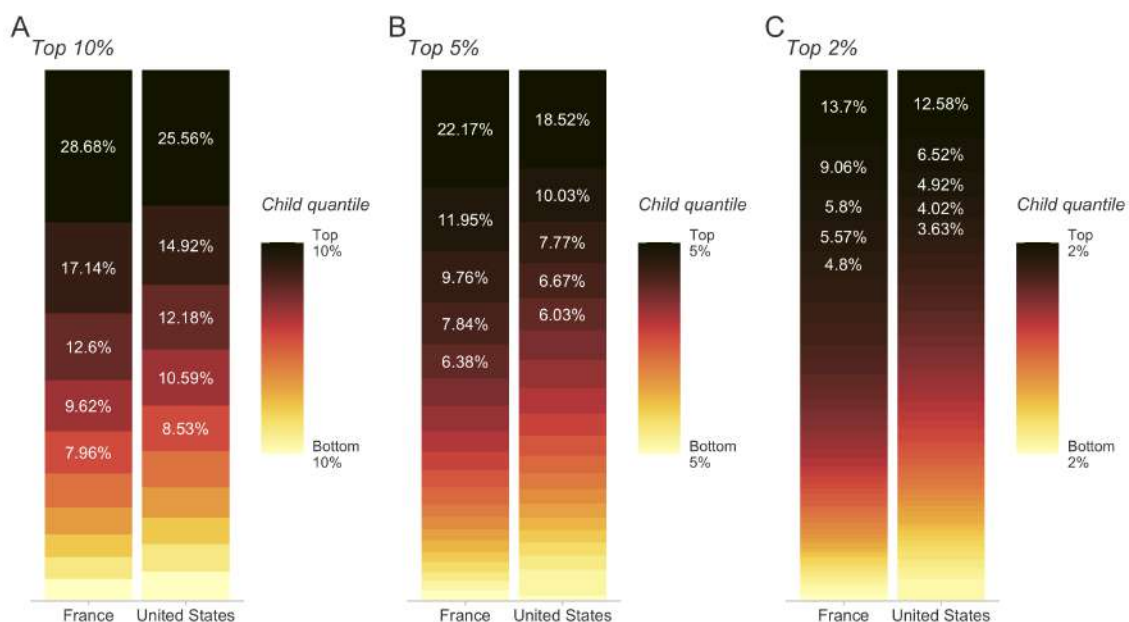 A
Top 10%
28.68%
17.14%
12.6%
9.62%
7.96%
25.56%
14.92%
12.18%
10.59%
8.53%
France
United States
Child quantile
Top
10%
Bottom
10%
B
Top 5%
22.17%
11.95%
9.76%
7.84%
6.38%
18.52%
10.03%
7.77%
6.67%
6.03%
France
United States
Child quantile
Top
5%
Bottom
5%
C
Top 2%
13.7%
9.06%
5.8%
5.57%
4.8%
12.58%
6.52%
4.92%
4.02%
3.63%
France
United States
Child quantile
Top
2%
Bottom
2%